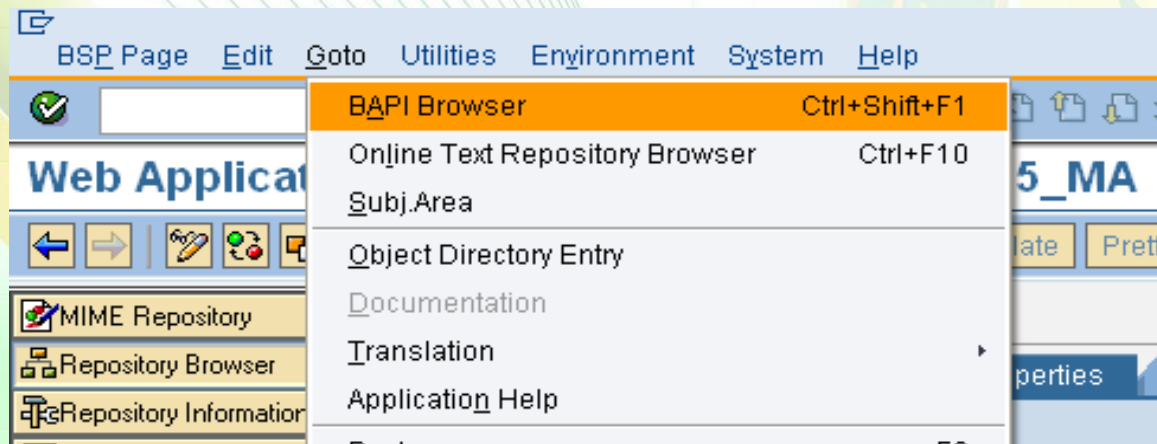 BSP Page Edit Goto Utilities Environment System Help
BAPI Browser Ctrl+Shift+F1
Online Text Repository Browser Ctrl+F10
Web Applicat 5_MA
Subj.Area
Object Directory Entry
late Prett
Documentation
MIME Repository
Translation
Repository Browser
perties
Application Help
Repository Information